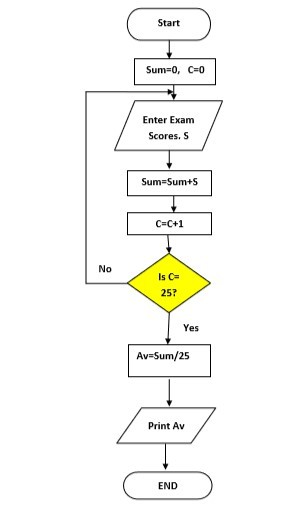 Start
Sum=0, C=0
Enter Exam
Scores. S
Sum=Sum+S
C=C+1
Is C=
25?
No
Yes
Av=Sum/25
Print Av
END